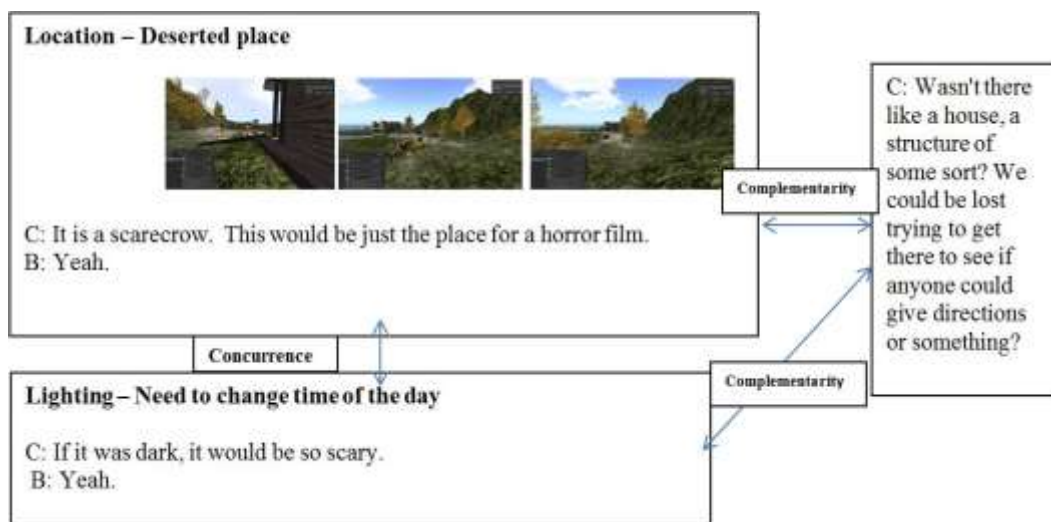 Location – Deserted place
C: It is a scarecrow.  This would be just the place for a horror film.
B: Yeah.
Complementarity
C: Wasn't there
like a house, a
structure of
some sort? We
could be lost
trying to get
there to see if
anyone could
give directions
or something?
Concurrence
Complementarity
Lighting – Need to change time of the day
C: If it was dark, it would be so scary.
B: Yeah.